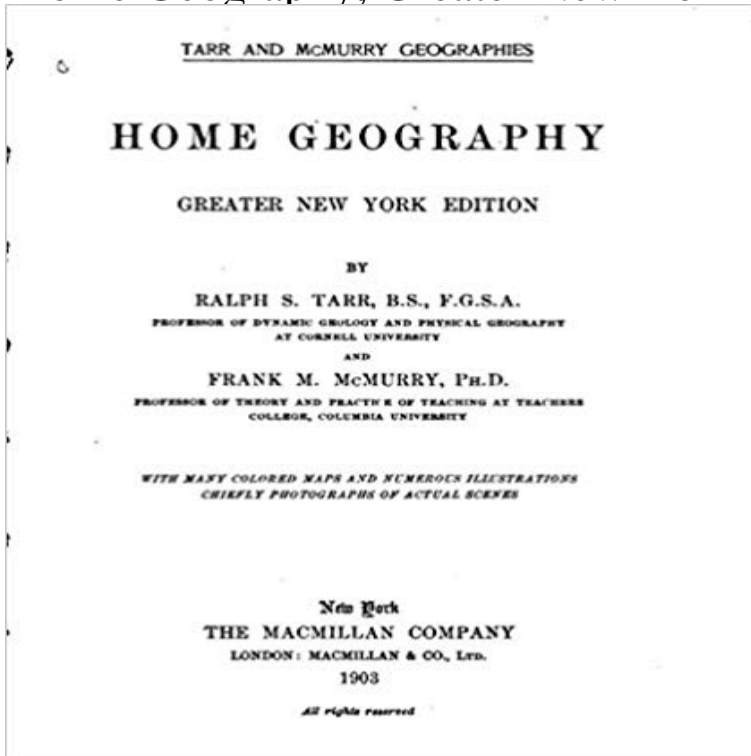 TARR AND McMURRY GEOGRAPHIES
HOME GEOGRAPHY
GREATER NEW YORK EDITION
BY
RALPH S. TARR, B.S., F.G.S.A.
PROFESSOR OF DYNAMIC GEOLOGY AND PHYSICAL GEOGRAPHY
AT CORNELL UNIVERSITY
AND
FRANK M. McMURRY, PH.D.
PROFESSOR OF THEORY AND PRACTICE OF TEACHING AT TEACHERS
COLLEGE, COLUMBIA UNIVERSITY
WITH MANY COLORED MAPS AND NUMEROUS ILLUSTRATIONS
CHIEFLY PHOTOGRAPHS OF ACTUAL SCENES
New York
THE MACMILLAN COMPANY
LONDON: MACMILLAN & CO., LTD.
1903
All rights reserved